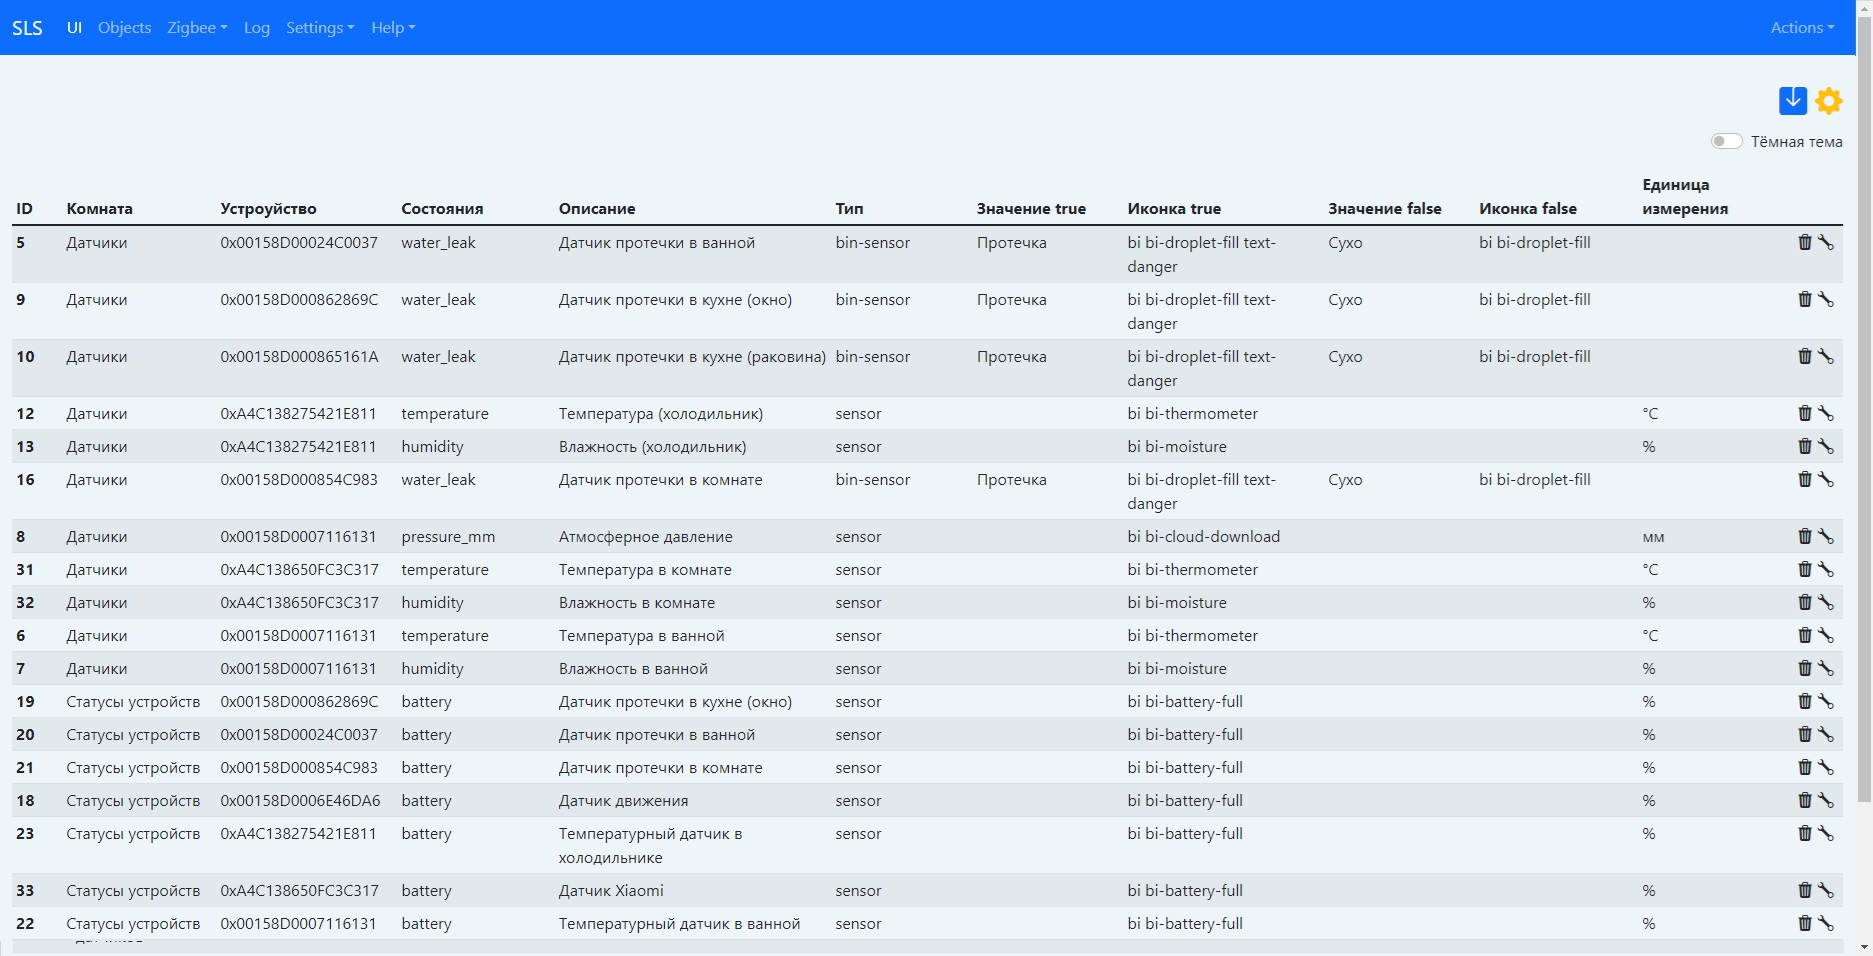 SLS UI Objects Zigbee Log Settings Help Actions
Тёмная тема
ID Комната Устроуйство Состояния Описание Тип Значение true Иконка true Значение false Иконка false Единица измерения
5 Датчики 0x00158D00024C0037 water_leak Датчик протечки в ванной bin-sensor Протечка bi bi-droplet-fill text- Сухо bi bi-droplet-fill
danger
9 Датчики 0x00158D000862869C water_leak Датчик протечки в кухне (окно) bin-sensor Протечка bi bi-droplet-fill text- Сухо bi bi-droplet-fill
danger
10 Датчики 0x00158D000865161A water_leak Датчик протечки в кухне (раковина) bin-sensor Протечка bi bi-droplet-fill text- Сухо bi bi-droplet-fill
danger
12 Датчики 0xA4C138275421E811 temperature Температура (холодильник) sensor bi bi-thermometer °C
13 Датчики 0xA4C138275421E811 humidity Влажность (холодильник) sensor bi bi-moisture %
16 Датчики 0x00158D000854C983 water_leak Датчик протечки в комнате bin-sensor Протечка bi bi-droplet-fill text- Сухо bi bi-droplet-fill
danger
8 Датчики 0x00158D0007116131 pressure_mm Атмосферное давление sensor bi bi-cloud-download мм
31 Датчики 0xA4C138650FC3C317 temperature Температура в комнате sensor bi bi-thermometer °C
32 Датчики 0xA4C138650FC3C317 humidity Влажность в комнате sensor bi bi-moisture %
6 Датчики 0x00158D0007116131 temperature Температура в ванной sensor bi bi-thermometer °C
7 Датчики 0x00158D0007116131 humidity Влажность в ванной sensor bi bi-moisture %
19 Статусы устройств 0x00158D000862869C battery Датчик протечки в кухне (окно) sensor bi bi-battery-full %
20 Статусы устройств 0x00158D00024C0037 battery Датчик протечки в ванной sensor bi bi-battery-full %
21 Статусы устройств 0x00158D000854C983 battery Датчик протечки в комнате sensor bi bi-battery-full %
18 Статусы устройств 0x00158D0006E46DA6 battery Датчик движения sensor bi bi-battery-full %
23 Статусы устройств 0xA4C138275421E811 battery Температурный датчик в sensor bi bi-battery-full %
холодильнике
33 Статусы устройств 0xA4C138650FC3C317 battery Датчик Xiaomi sensor bi bi-battery-full %
22 Статусы устройств 0x00158D0007116131 battery Температурный датчик в ванной sensor bi bi-battery-full %